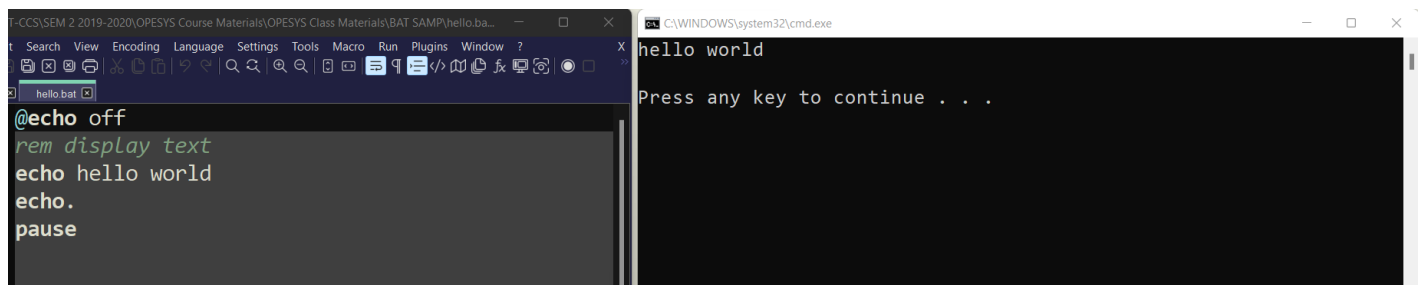 T-CCS\SEM 2 2019-2020\OPESYS Course Materials\OPESYS Class Materials\BAT SAMP\hello.ba...
t Search View Encoding Language Settings Tools Macro Run Plugins Window ? X
hello.bat
@echo off
rem display text
echo hello world
echo.
pause
C:\WINDOWS\system32\cmd.exe
hello world
Press any key to continue . . .